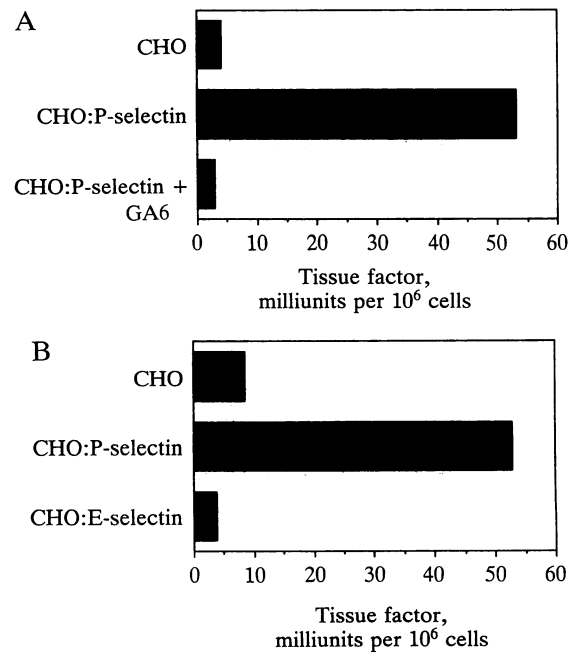 A
CHO
CHO:P-selectin
CHO:P-selectin +
GA6
0 10 20 30 40 50 60
Tissue factor,
milliunits per 10⁶ cells
B
CHO
CHO:P-selectin
CHO:E-selectin
0 10 20 30 40 50 60
Tissue factor,
milliunits per 10⁶ cells